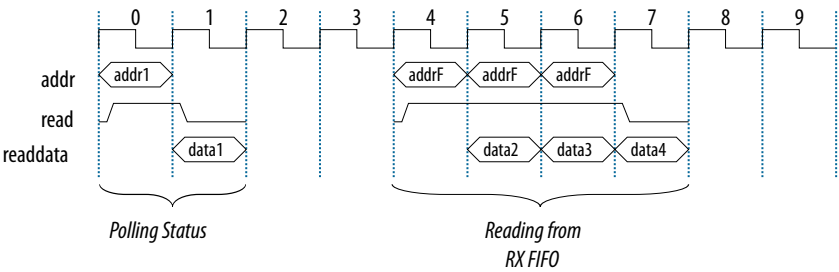 0 1 2 3 4 5 6 7 8 9
addr addr1 addrF addrF addrF
read
readdata data1 data2 data3 data4
Polling Status Reading from
RX FIFO